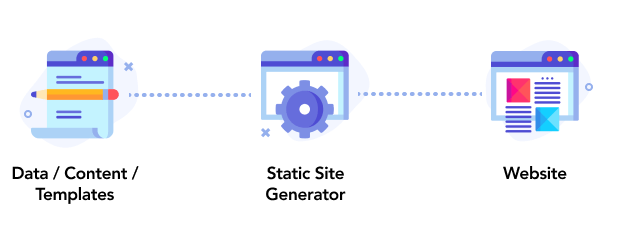 Data / Content /
Templates
Static Site
Generator
Website